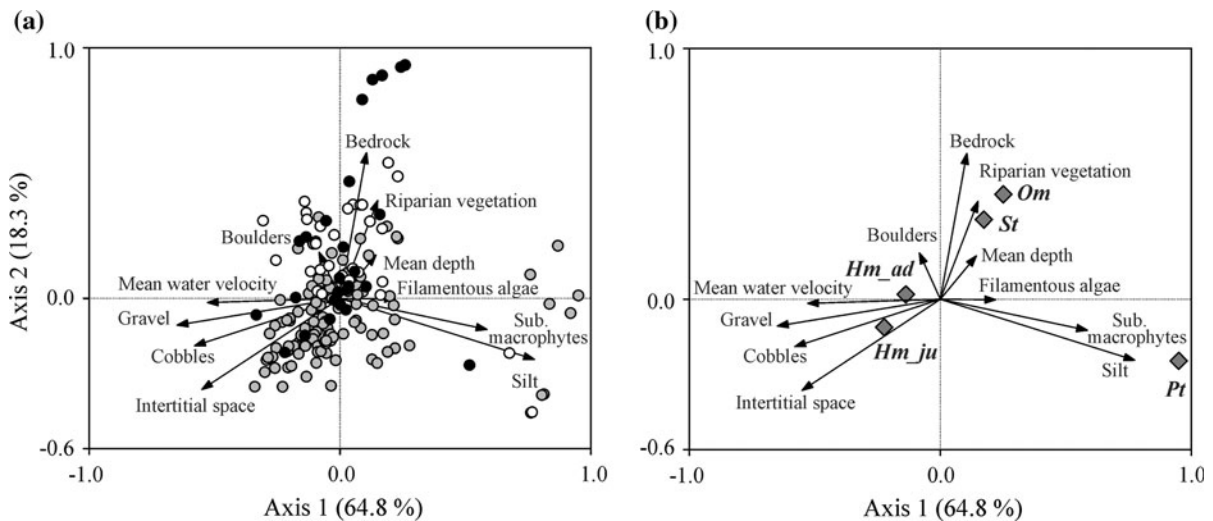 (a)
1.0
Bedrock
Riparian vegetation
Boulders
Mean depth
Mean water velocity
Filamentous algae
0.0
Gravel
Sub.
macrophytes
Cobbles
Silt
Intertitial space
-0.6
-1.0
0.0
1.0
Axis 1 (64.8 %)
Axis 2 (18.3 %)
(b)
1.0
Bedrock
Riparian vegetation
Om
St
Boulders
Mean depth
Hm_ad
Mean water velocity
Filamentous algae
0.0
Gravel
Sub.
macrophytes
Cobbles
Hm_ju
Silt
Pt
Intertitial space
-0.6
-1.0
0.0
1.0
Axis 1 (64.8 %)